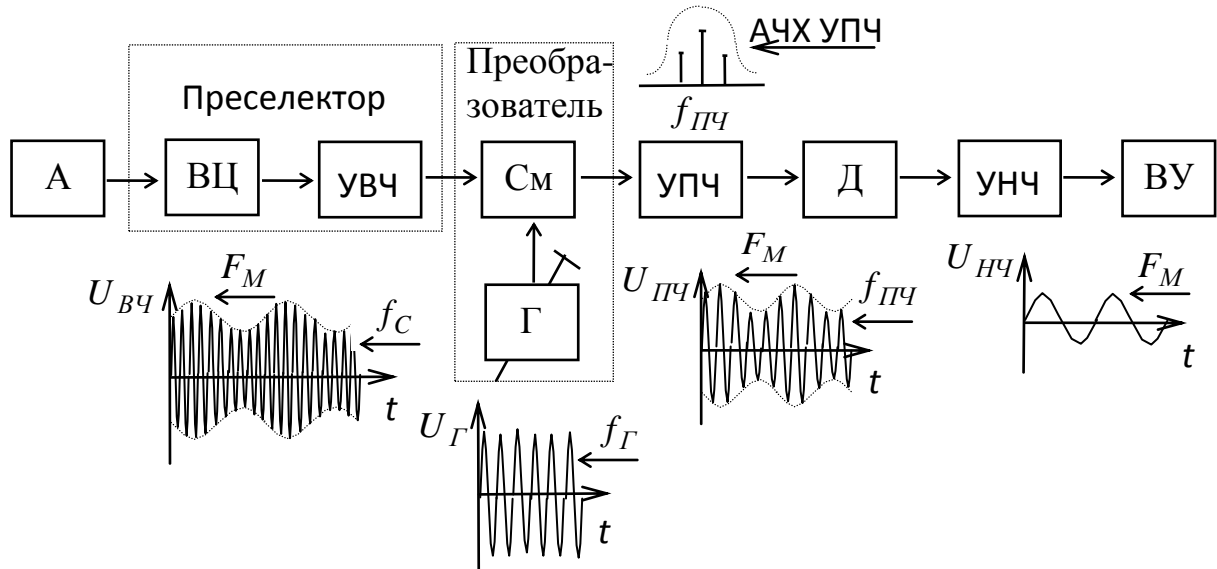 АЧХ УПЧ
Преобра-
зователь
Преселектор
f_ПЧ
А
ВЦ
УВЧ
См
УПЧ
Д
УНЧ
ВУ
Г
U_ВЧ
F_М
f_С
t
U_Г
f_Г
t
U_ПЧ
F_М
f_ПЧ
t
U_НЧ
F_М
t